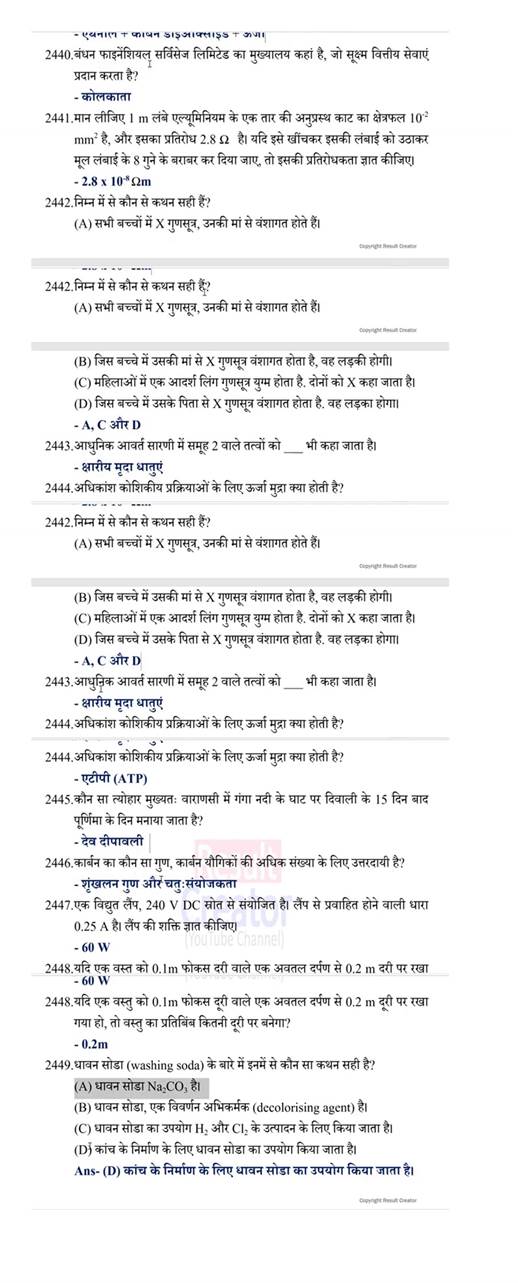 - एथेनॉल + कार्बन डाइऑक्साइड + ऊर्जा
2440.बंधन फाइनेंशियल सर्विसेज लिमिटेड का मुख्यालय कहां है, जो सूक्ष्म वित्तीय सेवाएं
प्रदान करता है?
- कोलकाता
2441.मान लीजिए 1 m लंबे एल्यूमिनियम के एक तार की अनुप्रस्थ काट का क्षेत्रफल 10⁻²
mm² है, और इसका प्रतिरोध 2.8 Ω है। यदि इसे खींचकर इसकी लंबाई को उठाकर
मूल लंबाई के 8 गुने के बराबर कर दिया जाए, तो इसकी प्रतिरोधकता ज्ञात कीजिए।
- 2.8 x 10⁻⁸ Ωm
2442.निम्न में से कौन से कथन सही हैं?
(A) सभी बच्चों में X गुणसूत्र, उनकी मां से वंशागत होते हैं।
Copyright Result Creator
2442.निम्न में से कौन से कथन सही हैं?
(A) सभी बच्चों में X गुणसूत्र, उनकी मां से वंशागत होते हैं।
Copyright Result Creator
(B) जिस बच्चे में उसकी मां से X गुणसूत्र वंशागत होता है, वह लड़की होगी।
(C) महिलाओं में एक आदर्श लिंग गुणसूत्र युग्म होता है. दोनों को X कहा जाता है।
(D) जिस बच्चे में उसके पिता से X गुणसूत्र वंशागत होता है. वह लड़का होगा।
- A, C और D
2443.आधुनिक आवर्त सारणी में समूह 2 वाले तत्वों को ____ भी कहा जाता है।
- क्षारीय मृदा धातुएं
2444.अधिकांश कोशिकीय प्रक्रियाओं के लिए ऊर्जा मुद्रा क्या होती है?
2442.निम्न में से कौन से कथन सही हैं?
(A) सभी बच्चों में X गुणसूत्र, उनकी मां से वंशागत होते हैं।
Copyright Result Creator
(B) जिस बच्चे में उसकी मां से X गुणसूत्र वंशागत होता है, वह लड़की होगी।
(C) महिलाओं में एक आदर्श लिंग गुणसूत्र युग्म होता है. दोनों को X कहा जाता है।
(D) जिस बच्चे में उसके पिता से X गुणसूत्र वंशागत होता है. वह लड़का होगा।
- A, C और D
2443.आधुनिक आवर्त सारणी में समूह 2 वाले तत्वों को ____ भी कहा जाता है।
- क्षारीय मृदा धातुएं
2444.अधिकांश कोशिकीय प्रक्रियाओं के लिए ऊर्जा मुद्रा क्या होती है?
2444.अधिकांश कोशिकीय प्रक्रियाओं के लिए ऊर्जा मुद्रा क्या होती है?
- एटीपी (ATP)
2445.कौन सा त्योहार मुख्यतः वाराणसी में गंगा नदी के घाट पर दिवाली के 15 दिन बाद
पूर्णिमा के दिन मनाया जाता है?
- देव दीपावली
Result
2446.कार्बन का कौन सा गुण, कार्बन यौगिकों की अधिक संख्या के लिए उत्तरदायी है?
- शृंखलन गुण और चतु:संयोजकता
2447.एक विद्युत लैंप, 240 V DC स्रोत से संयोजित है। लैंप से प्रवाहित होने वाली धारा
Creator
0.25 A है। लैंप की शक्ति ज्ञात कीजिए।
- 60 W
(YouTube Channel)
2448.यदि एक वस्तु को 0.1m फोकस दूरी वाले एक अवतल दर्पण से 0.2 m दूरी पर रखा
- 60 W
2448.यदि एक वस्तु को 0.1m फोकस दूरी वाले एक अवतल दर्पण से 0.2 m दूरी पर रखा
गया हो, तो वस्तु का प्रतिबिंब कितनी दूरी पर बनेगा?
- 0.2m
2449.धावन सोडा (washing soda) के बारे में इनमें से कौन सा कथन सही है?
(A) धावन सोडा Na₂CO₃ है।
(B) धावन सोडा, एक विवर्णन अभिकर्मक (decolorising agent) है।
(C) धावन सोडा का उपयोग H₂ और Cl₂ के उत्पादन के लिए किया जाता है।
(D) कांच के निर्माण के लिए धावन सोडा का उपयोग किया जाता है।
Ans- (D) कांच के निर्माण के लिए धावन सोडा का उपयोग किया जाता है।
Copyright Result Creator